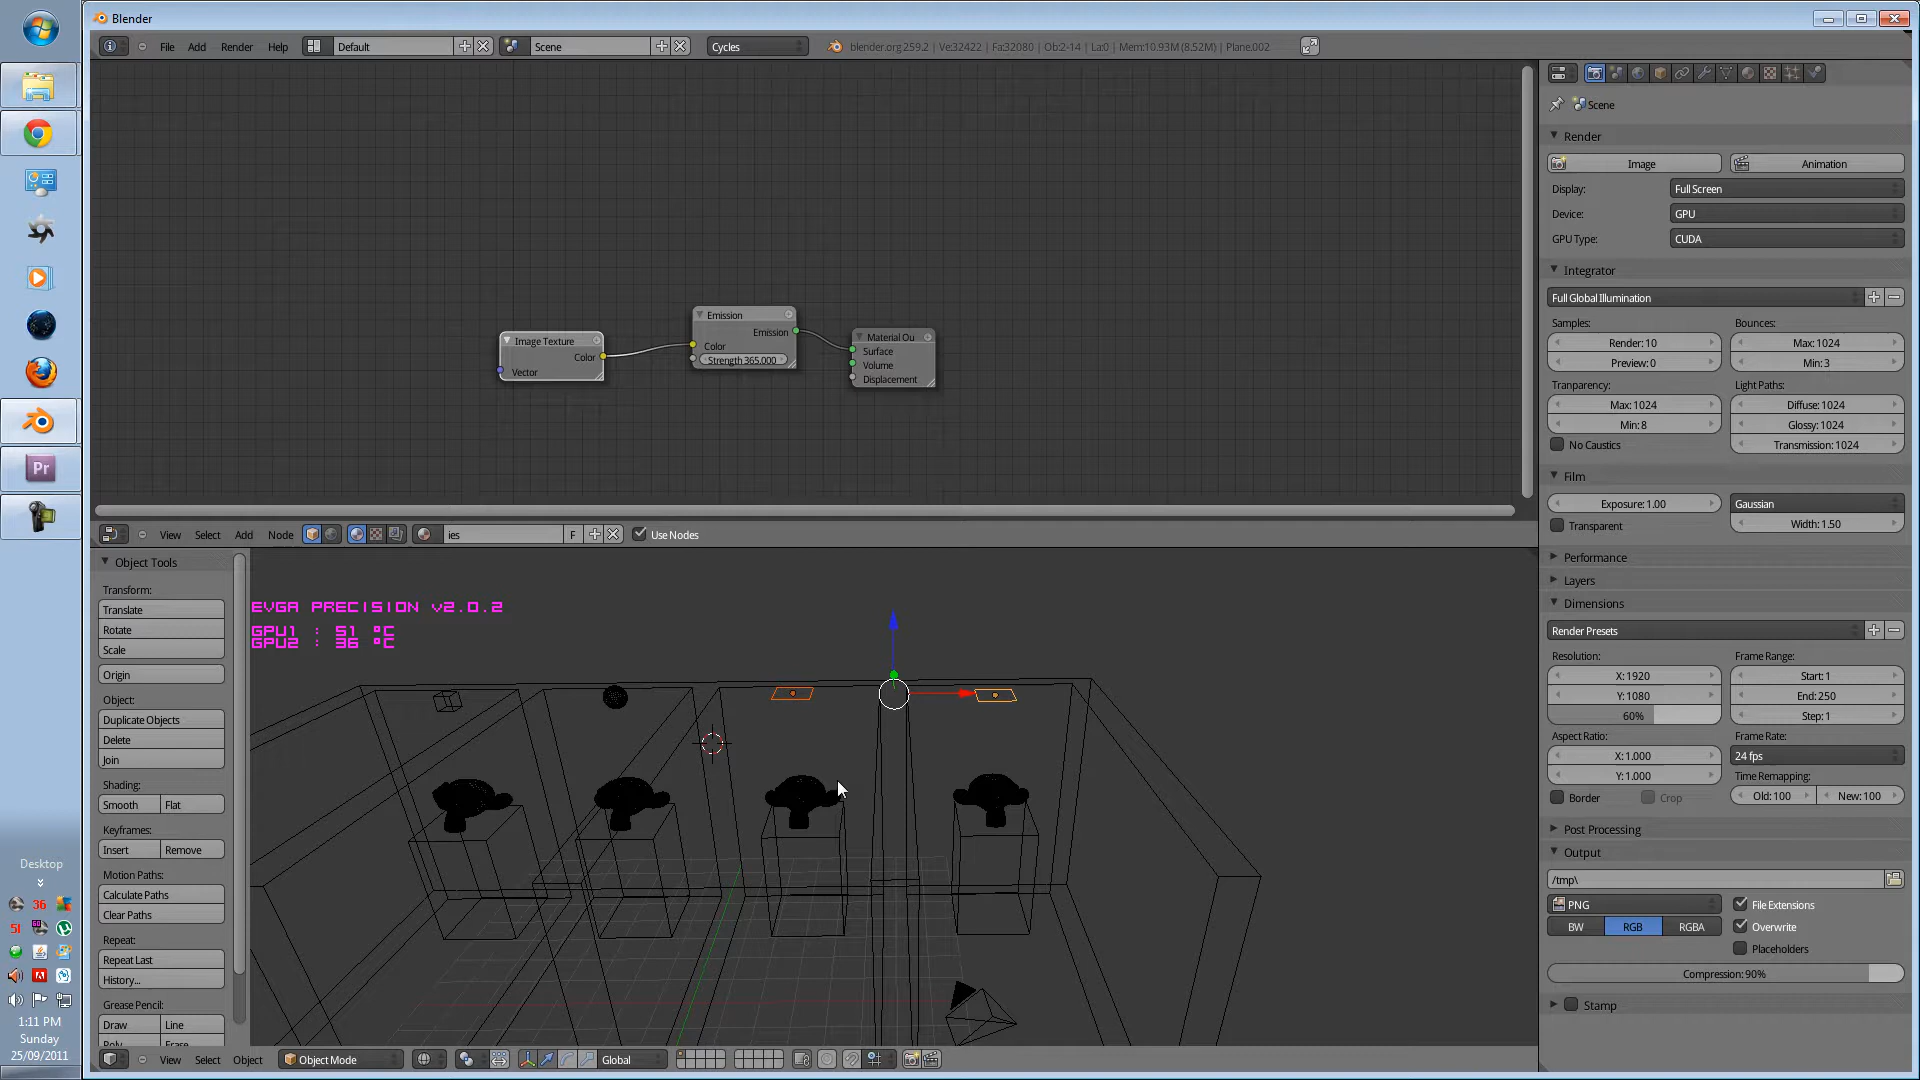 Blender
File Add Render Help Default Scene Cycles blender.org 259.2 | Ve:32422 | Fa:32080 | Ob:2-14 | La:0 | Mem:10.93M (8.52M) | Plane.002
Scene
Render
Image Animation
Display: Full Screen
Device: GPU
GPU Type: CUDA
Integrator
Full Global Illumination
Samples: Bounces:
Render: 10 Max: 1024
Preview: 0 Min: 3
Transparency: Light Paths:
Max: 1024 Diffuse: 1024
Min: 8 Glossy: 1024
No Caustics Transmission: 1024
Film
Exposure: 1.00 Gaussian
Transparent Width: 1.50
Performance
Layers
Dimensions
Render Presets
Resolution: Frame Range:
X: 1920 Start: 1
Y: 1080 End: 250
60% Step: 1
Aspect Ratio: Frame Rate:
X: 1.000 24 fps
Y: 1.000 Time Remapping:
Border Crop Old: 100 New: 100
Post Processing
Output
/tmp\
PNG File Extensions
BW RGB RGBA Overwrite
Placeholders
Compression: 90%
Stamp
Image Texture
Color
Vector
Emission
Emission
Color
Strength 365.000
Material Ou
Surface
Volume
Displacement
View Select Add Node ies F Use Nodes
Object Tools
Transform:
Translate
Rotate
Scale
Origin
Object:
Duplicate Objects
Delete
Join
Shading:
Smooth Flat
Keyframes:
Insert Remove
Motion Paths:
Calculate Paths
Clear Paths
Repeat:
Repeat Last
History...
Grease Pencil:
Draw Line
EVGA PRECISION v2.0.2
GPU1 : 51 °C
GPU2 : 36 °C
View Select Object Object Mode Global
Pr
Desktop
36
51
1:11 PM
Sunday
25/09/2011